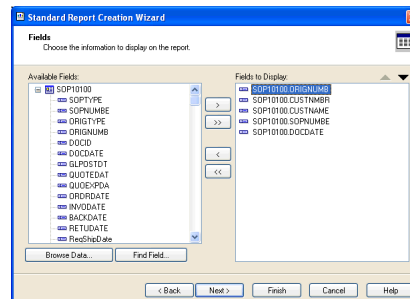 Standard Report Creation Wizard
Fields
Choose the information to display on the report.
Available Fields:
SOP10100
SOPTYPE
SOPNUMBE
ORIGTYPE
ORIGNUMB
DOCID
DOCDATE
GLPOSTDT
QUOTEDAT
QUOEXPDA
ORDRDATE
INVODATE
BACKDATE
RETUDATE
ReqShipDate
Browse Data...
Find Field...
>
>>
<
<<
Fields to Display:
SOP10100.ORIGNUMB
SOP10100.CUSTNMBR
SOP10100.CUSTNAME
SOP10100.SOPNUMBE
SOP10100.DOCDATE
< Back
Next >
Finish
Cancel
Help